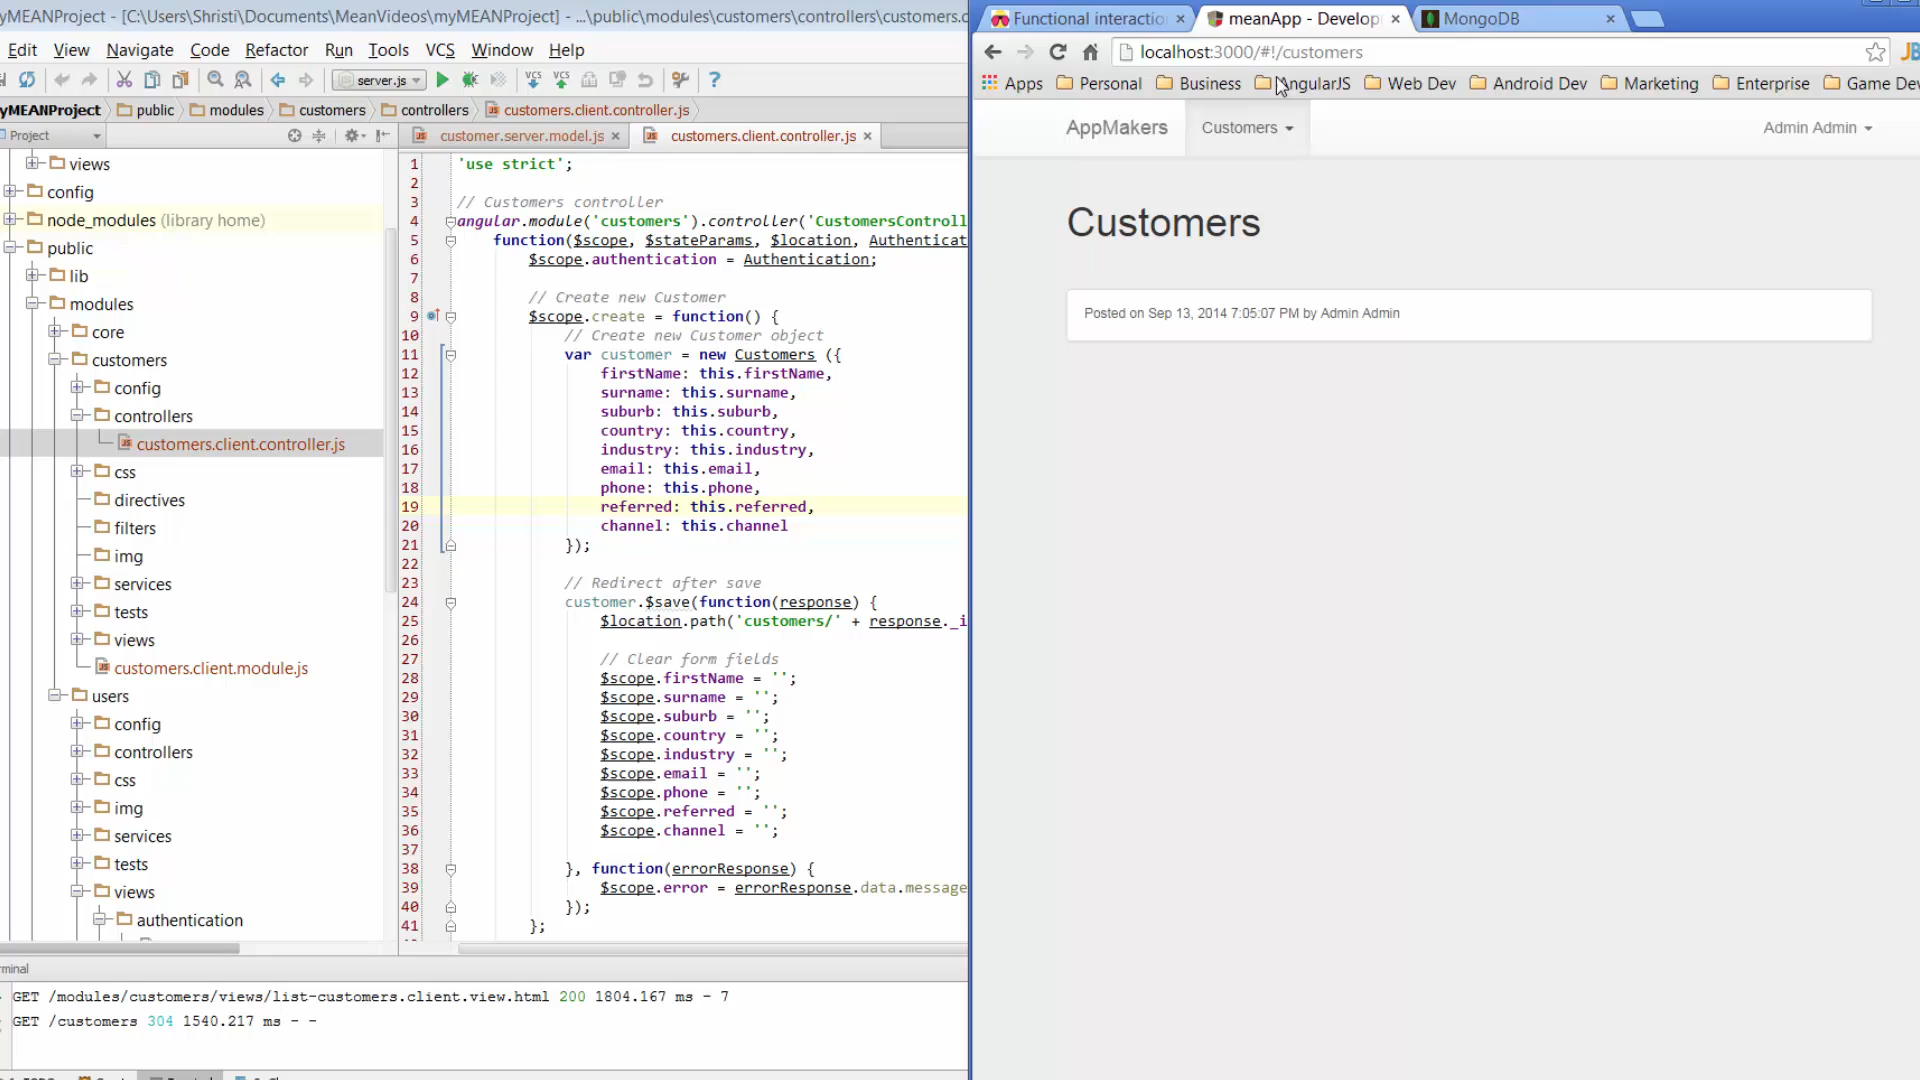 yMEANProject - [C:\Users\Shristi\Documents\MeanVideos\myMEANProject] - ...\public\modules\customers\controllers\customers.c
Edit View Navigate Code Refactor Run Tools VCS Window Help
server.js
yMEANProject public modules customers controllers customers.client.controller.js
Project
customer.server.model.js customers.client.controller.js
views
config
node_modules (library home)
public
lib
modules
core
customers
config
controllers
customers.client.controller.js
css
directives
filters
img
services
tests
views
customers.client.module.js
users
config
controllers
css
img
services
tests
views
authentication
1 'use strict';
2
3 // Customers controller
4 angular.module('customers').controller('CustomersControll
5 function($scope, $stateParams, $location, Authenticat
6 $scope.authentication = Authentication;
7
8 // Create new Customer
9 $scope.create = function() {
10 // Create new Customer object
11 var customer = new Customers ({
12 firstName: this.firstName,
13 surname: this.surname,
14 suburb: this.suburb,
15 country: this.country,
16 industry: this.industry,
17 email: this.email,
18 phone: this.phone,
19 referred: this.referred,
20 channel: this.channel
21 });
22
23 // Redirect after save
24 customer.$save(function(response) {
25 $location.path('customers/' + response._i
26
27 // Clear form fields
28 $scope.firstName = '';
29 $scope.surname = '';
30 $scope.suburb = '';
31 $scope.country = '';
32 $scope.industry = '';
33 $scope.email = '';
34 $scope.phone = '';
35 $scope.referred = '';
36 $scope.channel = '';
37
38 }, function(errorResponse) {
39 $scope.error = errorResponse.data.message
40 });
41 };
minal
GET /modules/customers/views/list-customers.client.view.html 200 1804.167 ms - 7
GET /customers 304 1540.217 ms - -
Functional interactio meanApp - Develop MongoDB
localhost:3000/#!/customers
Apps Personal Business AngularJS Web Dev Android Dev Marketing Enterprise Game Dev
AppMakers Customers Admin Admin
Customers
Posted on Sep 13, 2014 7:05:07 PM by Admin Admin